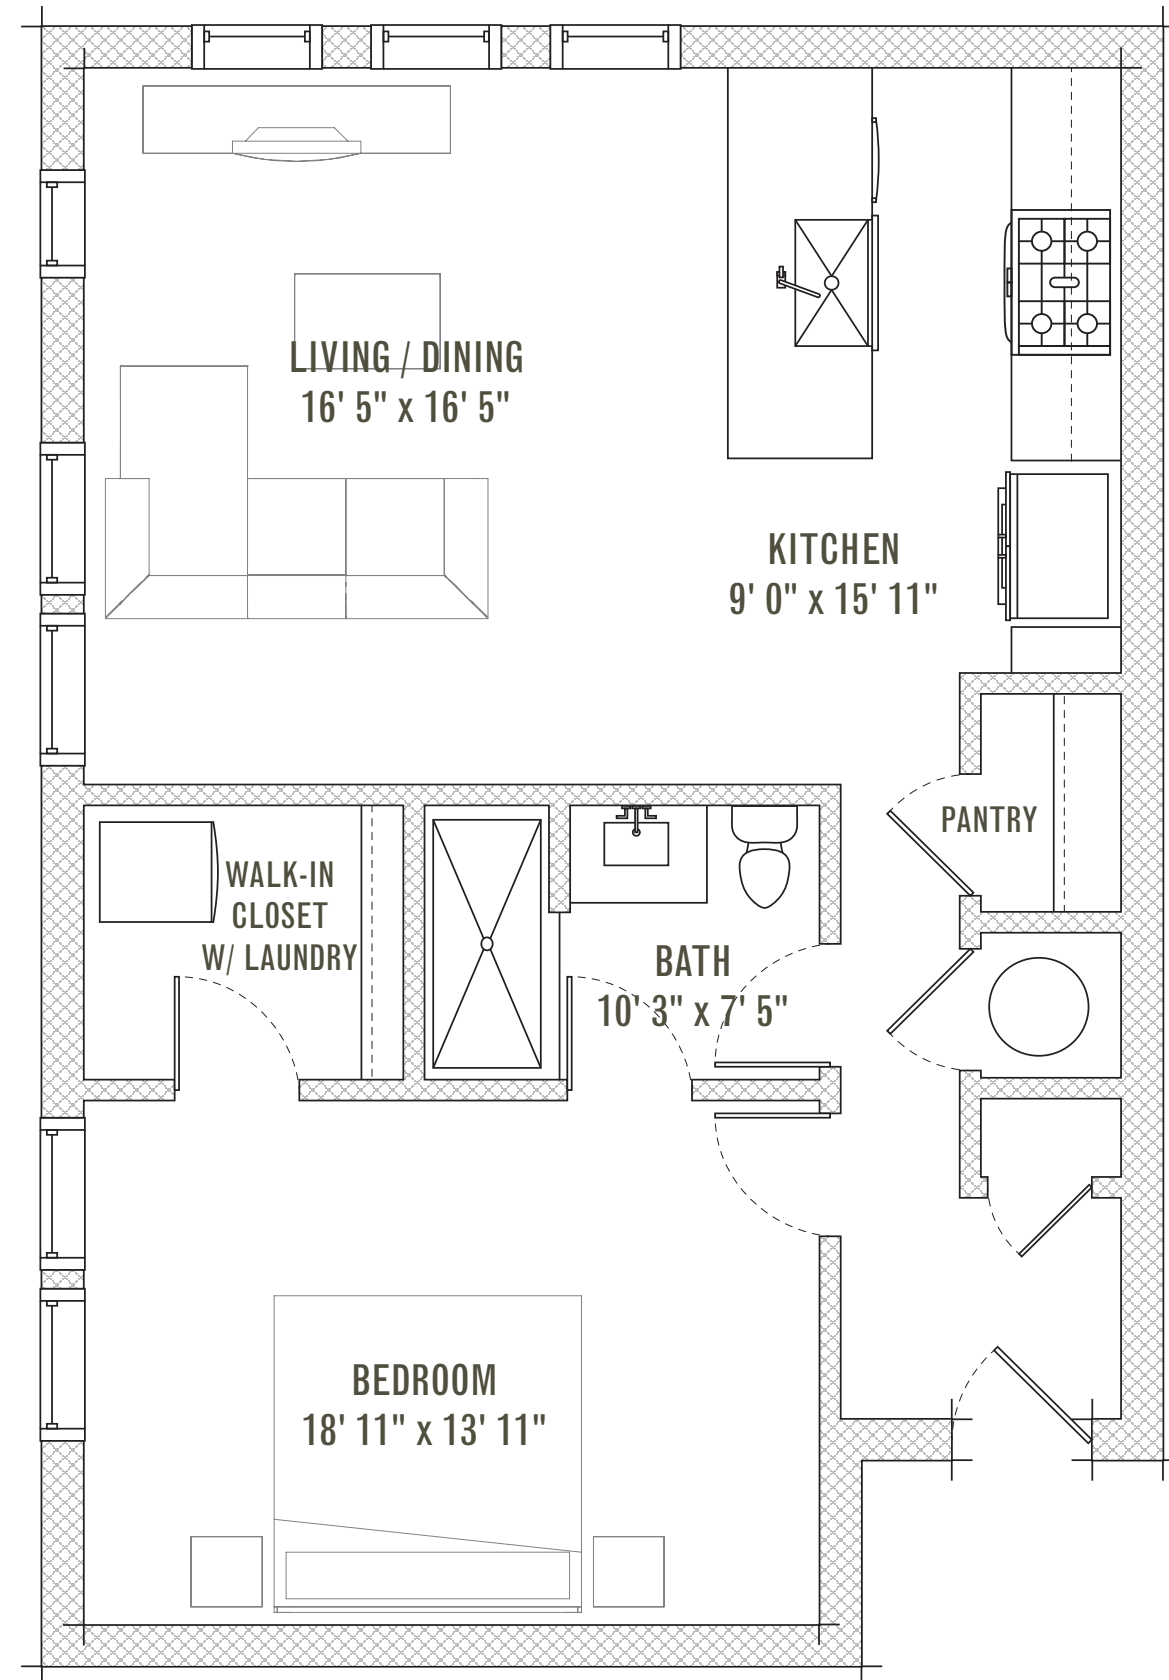 LIVING / DINING
16' 5" x 16' 5"
KITCHEN
9' 0" x 15' 11"
PANTRY
WALK-IN
CLOSET
W/ LAUNDRY
BATH
10' 3" x 7' 5"
BEDROOM
18' 11" x 13' 11"